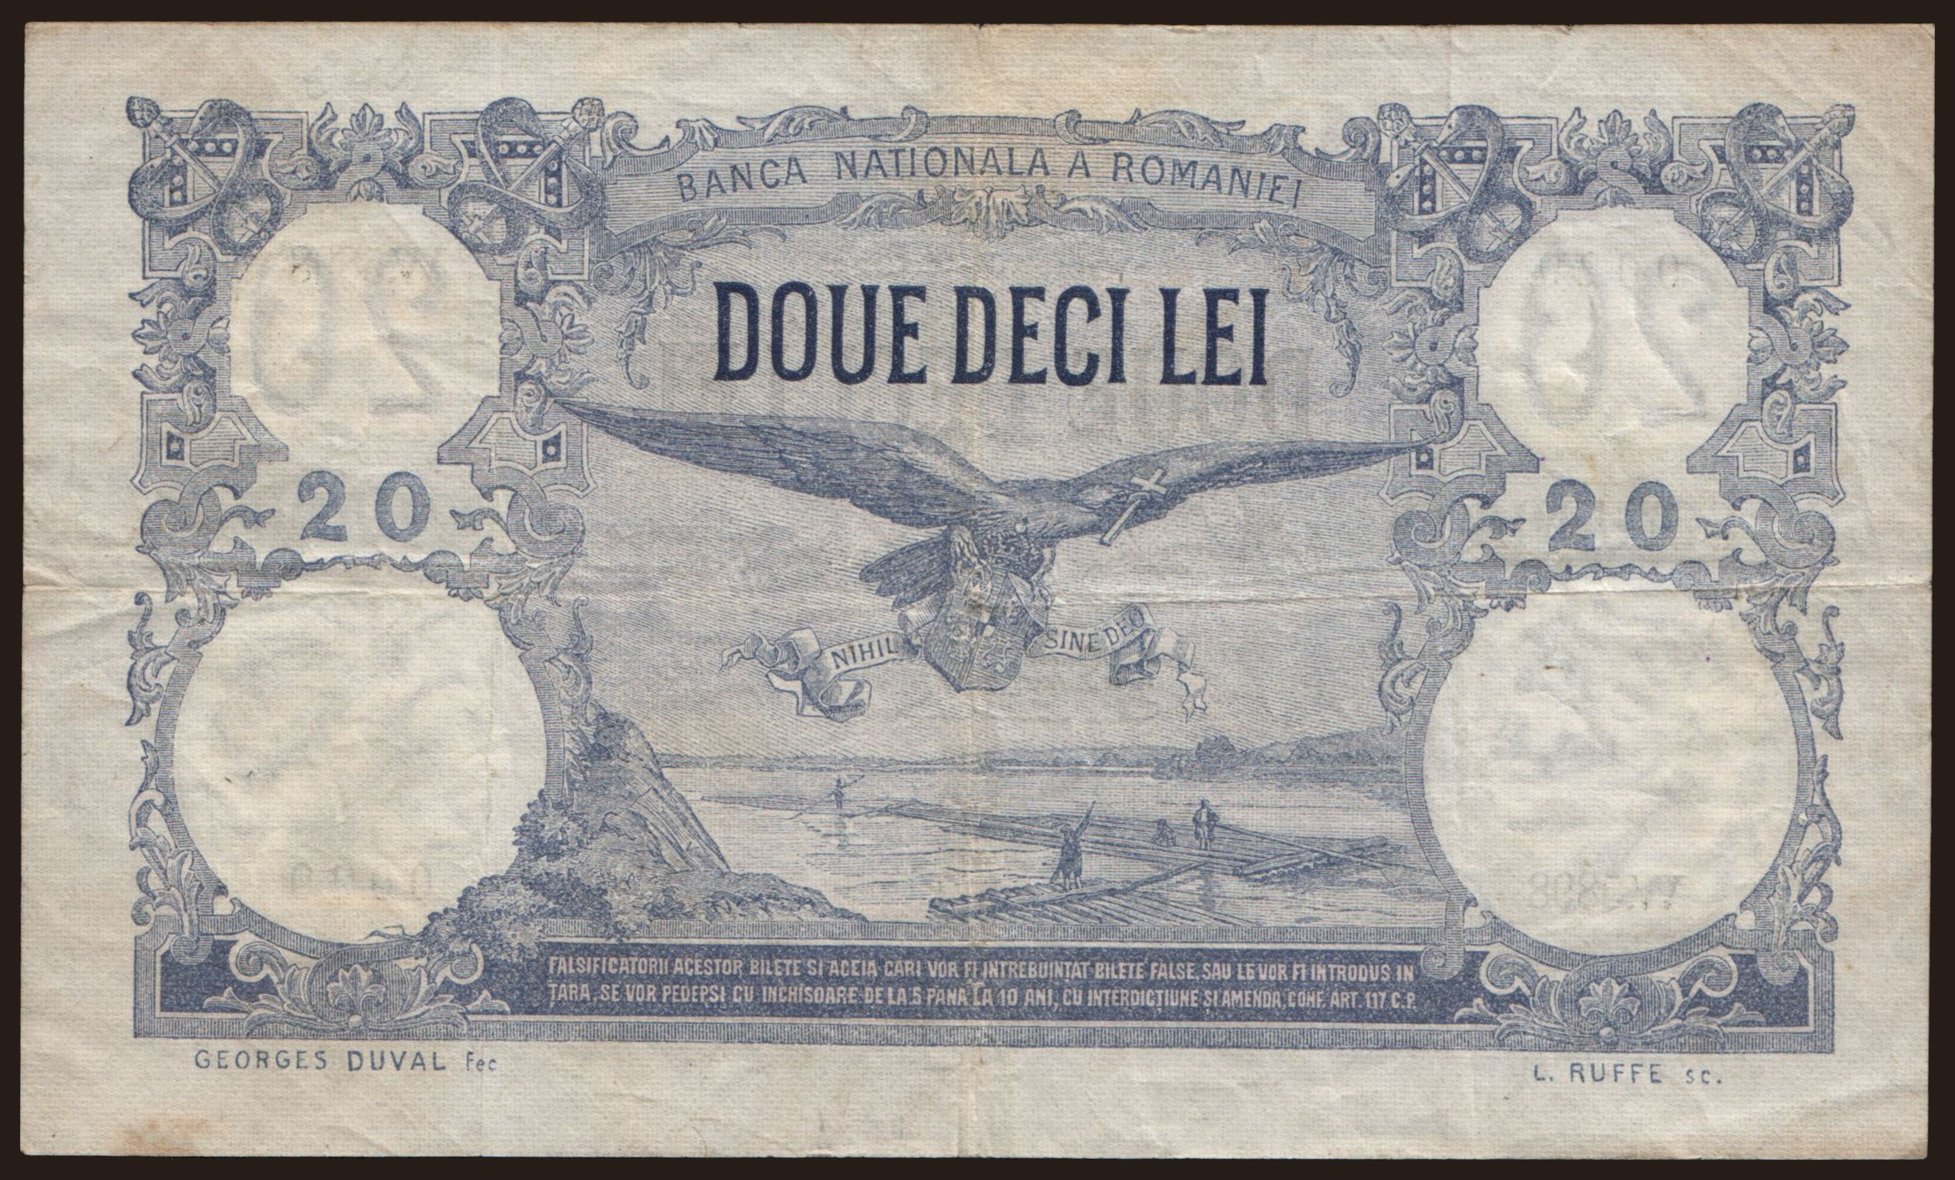 BANCA NATIONALA A ROMANIEI
DOUE DECI LEI
20
20
NIHIL SINE DEO
FALSIFICATORII ACESTOR BILETE SI ACEIA CARI VOR FI INTREBUINTAT BILETE FALSE, SAU LE VOR FI INTRODUS IN
TARA, SE VOR PEDEPSI CU INCHISOARE DE LA 5 PANA LA 10 ANI, CU INTERDICTIUNE SI AMENDA, CONF. ART. 117 C.P.
GEORGES DUVAL Fec
L. RUFFE sc.